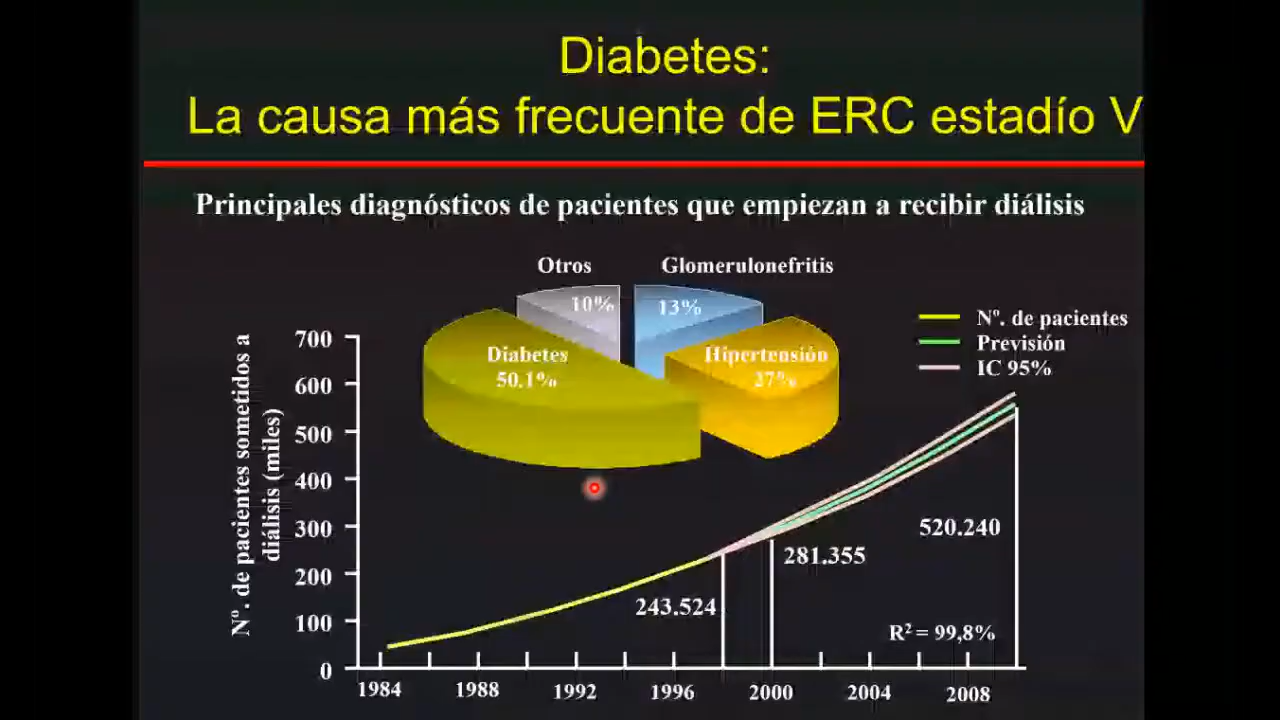 Diabetes:
La causa más frecuente de ERC estadío V
Principales diagnósticos de pacientes que empiezan a recibir diálisis
Otros
Glomerulonefritis
10%
13%
Diabetes
50.1%
Hipertensión
27%
Nº. de pacientes
Previsión
IC 95%
Nº. de pacientes sometidos a
diálisis (miles)
700
600
500
400
300
200
100
0
520.240
281.355
243.524
R² = 99,8%
1984
1988
1992
1996
2000
2004
2008